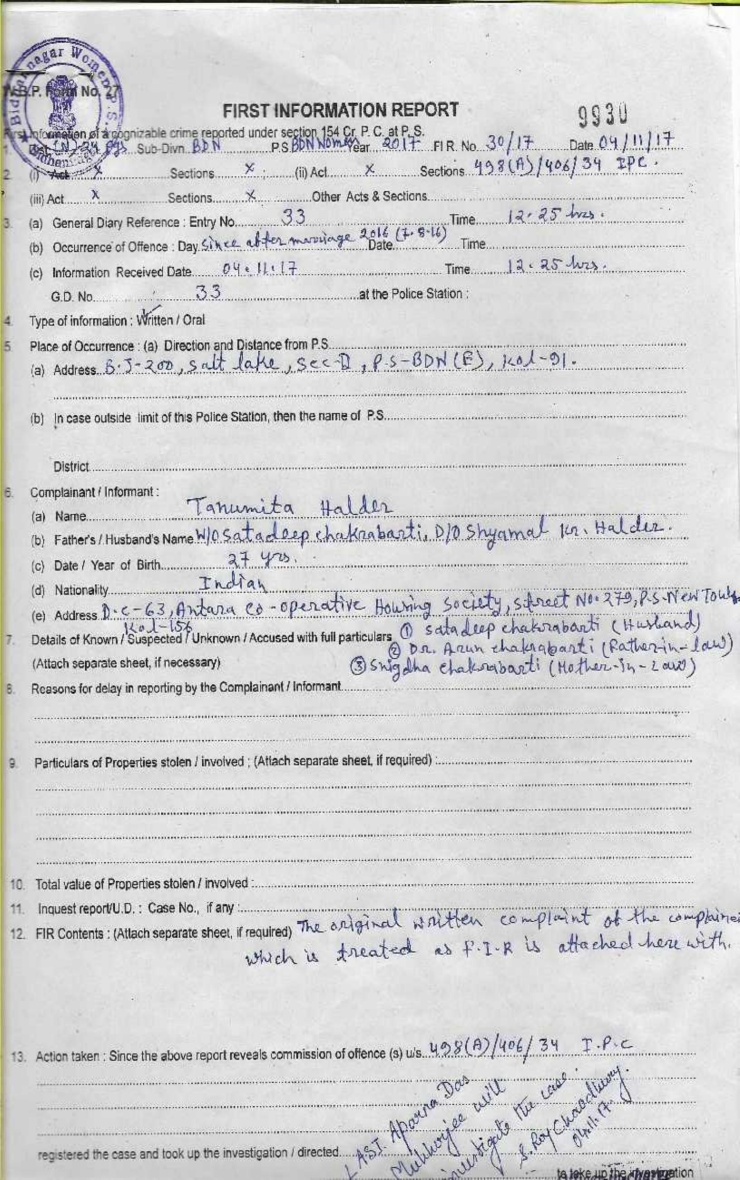 Bidhannagar Women P.S.
W.B.P. Form No. 27
FIRST INFORMATION REPORT
9930
First Information of a cognizable crime reported under section 154 Cr. P. C. at P. S.
1. Dist. (N) 24 Pgs Sub-Divn. BDN P.S. BDN Women Year 2017 F I R. No. 30/17 Date 04/11/17
2. (i) Act X Sections X (ii) Act X Sections 498(A)/406/34 IPC.
(iii) Act X Sections X Other Acts & Sections
3. (a) General Diary Reference : Entry No. 33 Time 12.25 hrs.
(b) Occurrence of Offence : Day Since after marriage 2016 (7.8.16) Date Time
(c) Information Received Date 04.11.17 Time 12.25 hrs.
G.D. No. 33 at the Police Station :
4. Type of information : Written / Oral
5. Place of Occurrence : (a) Direction and Distance from P.S.
(a) Address B.J-200, Salt lake, Sec-II, P.S-BDN (E), Kol-91.
(b) In case outside limit of this Police Station, then the name of P.S.
District
6. Complainant / Informant :
(a) Name Tanumita Halder
(b) Father's / Husband's Name W/O Satadeep chakrabarti, D/O Shyamal Kr. Halder.
(c) Date / Year of Birth 27 yrs.
(d) Nationality Indian
(e) Address D.C-63, Antara Co-operative Housing Society, Street No. 279, P.S-New Town,
Kol-156
7. Details of Known / Suspected / Unknown / Accused with full particulars ① Satadeep chakrabarti (Husband)
② Dr. Arun chakrabarti (Father-in-law)
(Attach separate sheet, if necessary) ③ Snigdha chakrabarti (Mother-in-Law)
8. Reasons for delay in reporting by the Complainant / Informant
9. Particulars of Properties stolen / involved ; (Attach separate sheet, if required) :
10. Total value of Properties stolen / involved :
11. Inquest report/U.D. : Case No., if any :
12. FIR Contents : (Attach separate sheet, if required) The original written complaint of the complainant
which is treated as F.I.R is attached here with.
13. Action taken : Since the above report reveals commission of offence (s) u/s. 498(A)/406/34 I.P.C
LASI. Aparna Das
Mukherjee will
investigate the case.
S. Roy Chowdhury.
04.11.17
registered the case and took up the investigation / directed
to take up the investigation